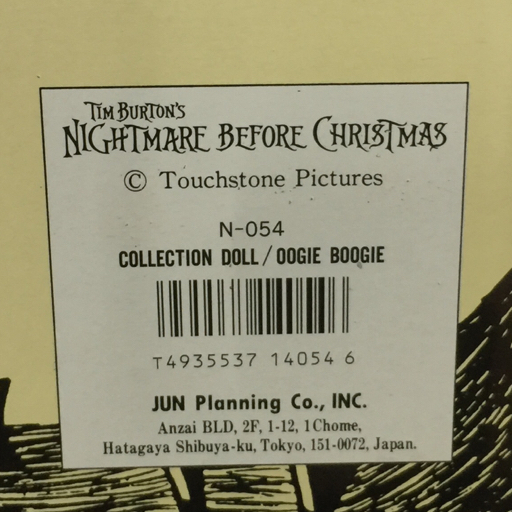 TIM BURTON'S
NIGHTMARE BEFORE CHRISTMAS
© Touchstone Pictures
N-054
COLLECTION DOLL/OOGIE BOOGIE
T4935537 14054 6
JUN Planning Co., INC.
Anzai BLD, 2F, 1-12, 1Chome,
Hatagaya Shibuya-ku, Tokyo, 151-0072, Japan.